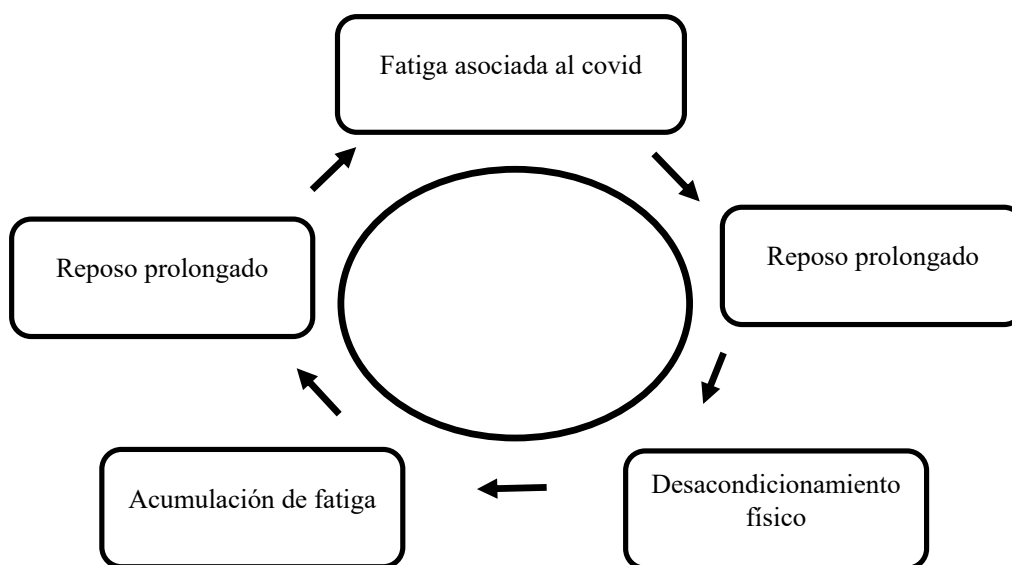 Fatiga asociada al covid
Reposo prolongado
Reposo prolongado
Acumulación de fatiga
Desacondicionamiento
físico